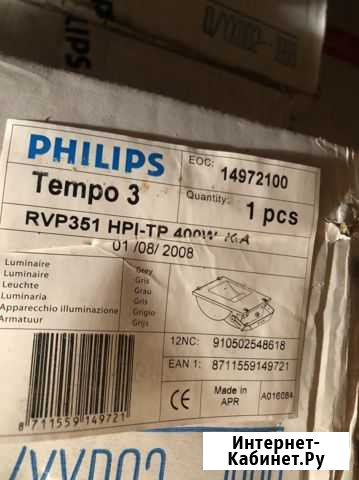 PHILIPS
EOC: 14972100
Tempo 3
Quantity: 1 pcs
RVP351 HPI-TP 400W K A
01/08/2008
Luminaire Grey
Luminaire Gris
Leuchte Grau
Luminaria Gris
Apparecchio illuminazione Grigio
Armatuur Grijs
12NC: 910502548618
EAN 1: 8711559149721
8 711559 149721
CE
Made in
APR
A016084
Интернет-
Кабинет.Ру